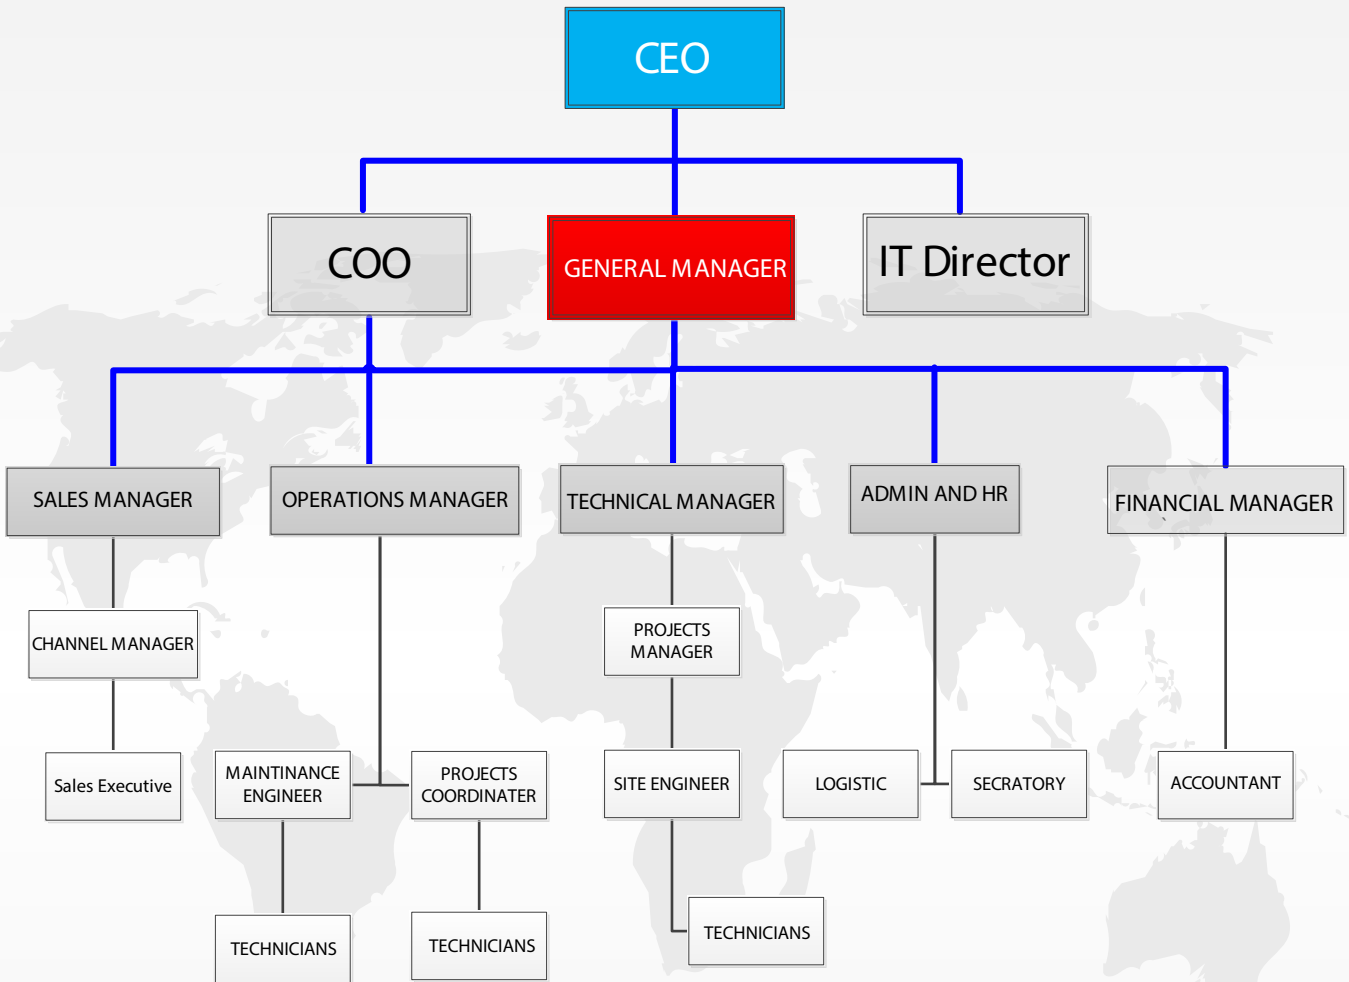 CEO
COO
GENERAL MANAGER
IT Director
SALES MANAGER
OPERATIONS MANAGER
TECHNICAL MANAGER
ADMIN AND HR
FINANCIAL MANAGER
CHANNEL MANAGER
PROJECTS
MANAGER
Sales Executive
MAINTINANCE
ENGINEER
PROJECTS
COORDINATER
SITE ENGINEER
LOGISTIC
SECRATORY
ACCOUNTANT
TECHNICIANS
TECHNICIANS
TECHNICIANS